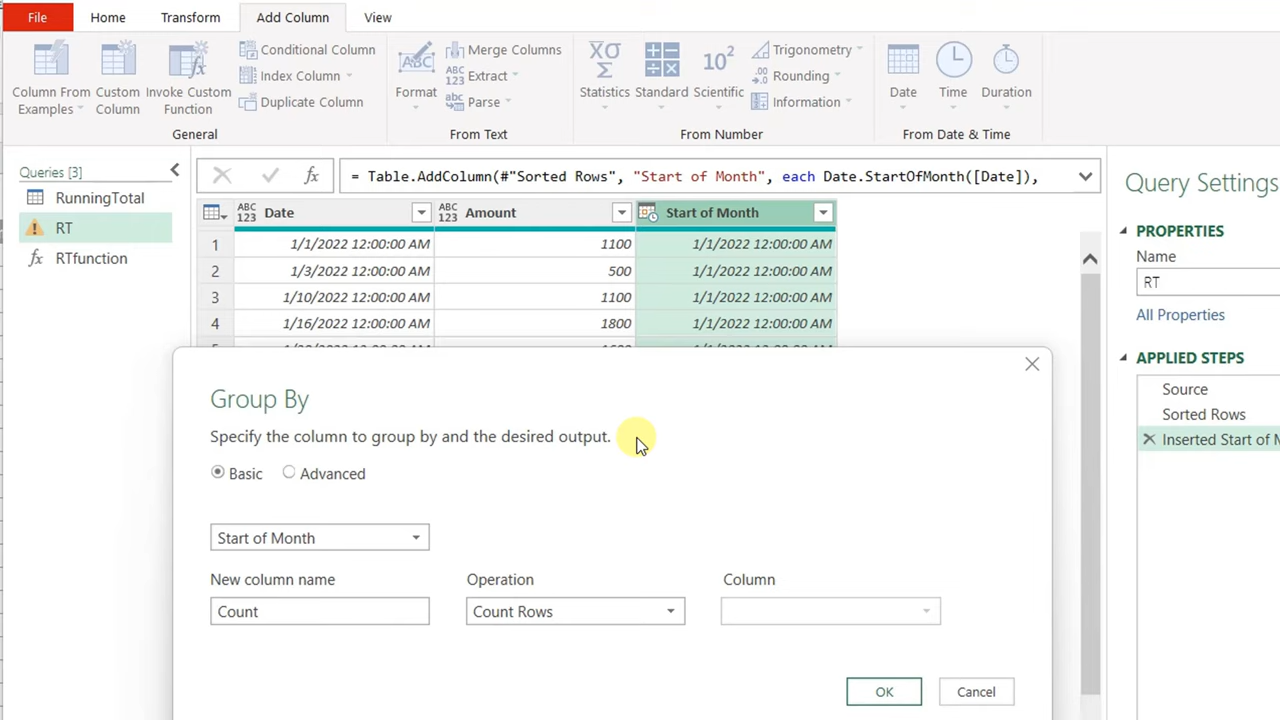 File Home Transform Add Column View
Column From Examples
Custom Column
Invoke Custom Function
Conditional Column
Index Column
Duplicate Column
General
Format
Merge Columns
Extract
Parse
From Text
Statistics
Standard
Scientific
Trigonometry
Rounding
Information
From Number
Date
Time
Duration
From Date & Time
Queries [3]
RunningTotal
RT
RTfunction
= Table.AddColumn(#"Sorted Rows", "Start of Month", each Date.StartOfMonth([Date]),
Date Amount Start of Month
1 1/1/2022 12:00:00 AM 1100 1/1/2022 12:00:00 AM
2 1/3/2022 12:00:00 AM 500 1/1/2022 12:00:00 AM
3 1/10/2022 12:00:00 AM 1100 1/1/2022 12:00:00 AM
4 1/16/2022 12:00:00 AM 1800 1/1/2022 12:00:00 AM
Group By
Specify the column to group by and the desired output.
Basic Advanced
Start of Month
New column name Operation Column
Count Count Rows
OK Cancel
Query Settings
PROPERTIES
Name
RT
All Properties
APPLIED STEPS
Source
Sorted Rows
Inserted Start of